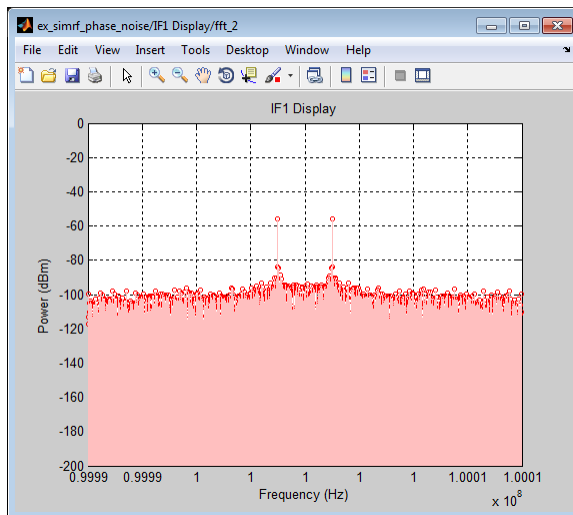 ex_simrf_phase_noise/IF1 Display/fft_2
File Edit View Insert Tools Desktop Window Help
IF1 Display
0
-20
-40
-60
-80
-100
-120
-140
-160
-180
-200
Power (dBm)
0.9999 0.9999 1 1 1 1 1 1.0001 1.0001
Frequency (Hz)
x 10⁸